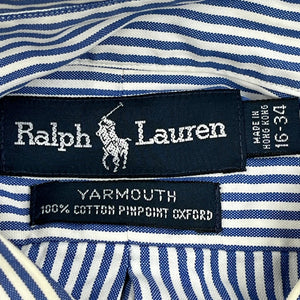 Ralph Lauren
MADE IN
HONG KONG
16-34
YARMOUTH
100% COTTON PINPOINT OXFORD